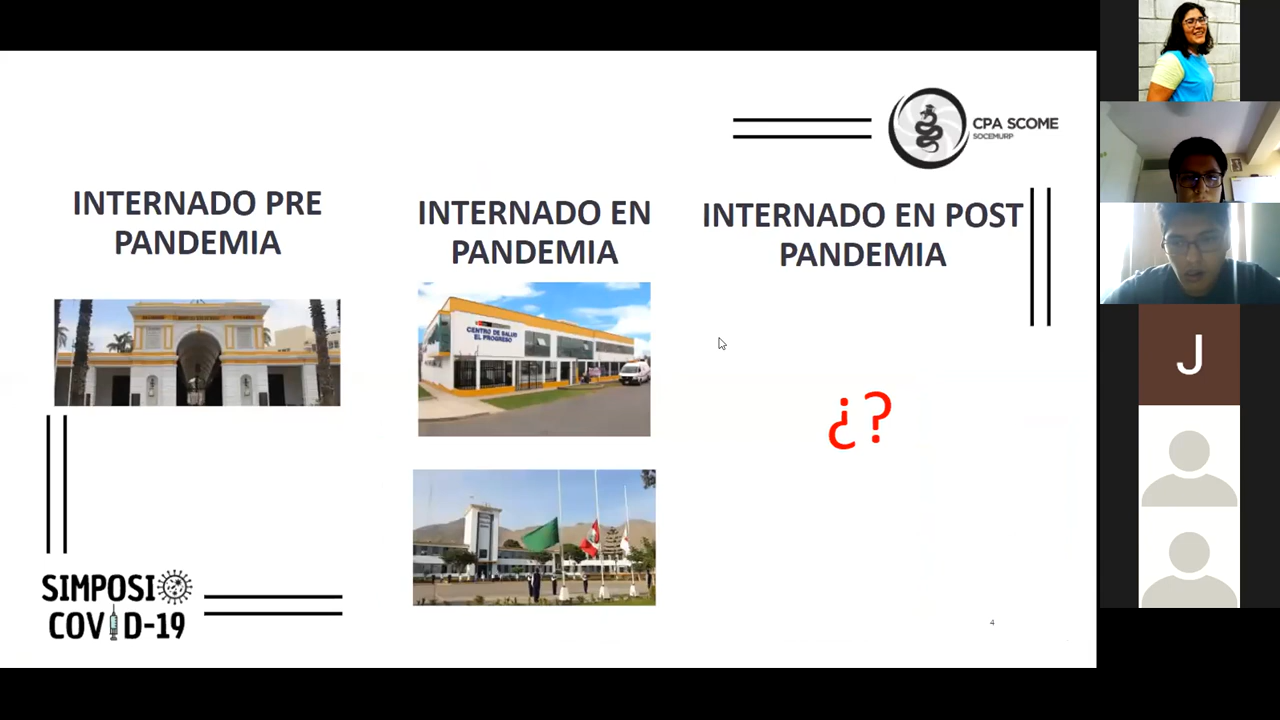 CPA SCOME
SOCEMURP
INTERNADO PRE
PANDEMIA
INTERNADO EN
PANDEMIA
CENTRO DE SALUD
EL PROGRESO
INTERNADO EN POST
PANDEMIA
¿?
SIMPOSIO
COVID-19
4
J